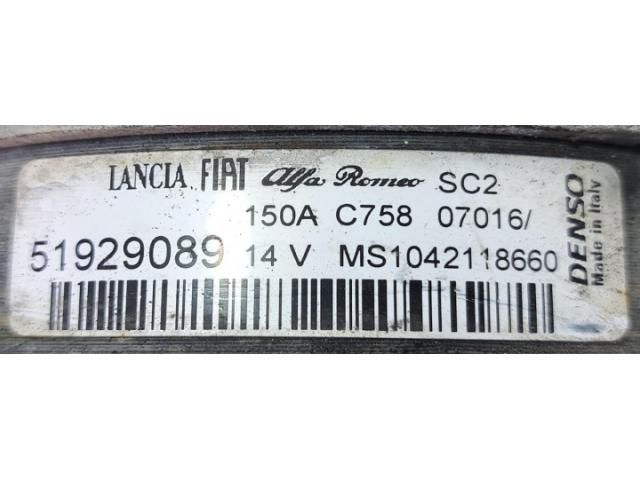 LANCIA FIAT Alfa Romeo SC2
150A C758 07016/
51929089 14 V MS1042118660
DENSO
Made in Italy